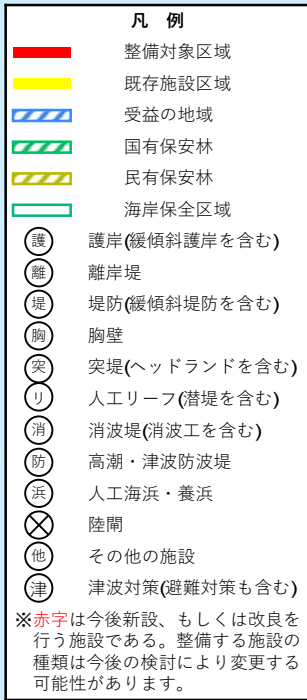 凡 例
整備対象区域
既存施設区域
受益の地域
国有保安林
民有保安林
海岸保全区域
護 護岸(緩傾斜護岸を含む)
離 離岸堤
堤 堤防(緩傾斜堤防を含む)
胸 胸壁
突 突堤(ヘッドランドを含む)
リ 人工リーフ(潜堤を含む)
消 消波堤(消波工を含む)
防 高潮・津波防波堤
浜 人工海浜・養浜
陸閘
他 その他の施設
津 津波対策(避難対策も含む)
※赤字は今後新設、もしくは改良を
行う施設である。整備する施設の
種類は今後の検討により変更する
可能性があります。